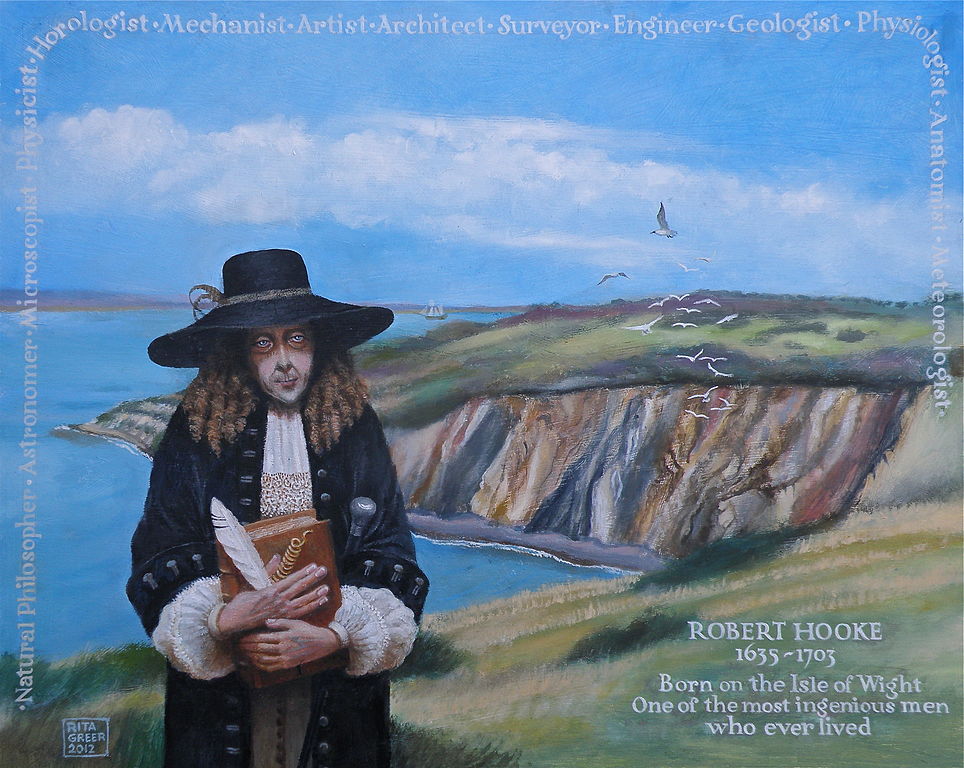 ·Natural Philosopher· Astronomer·Microscopist·Physicist·Horologist·Mechanist·Artist·Architect·Surveyor·Engineer·Geologist· Physiologist·Anatomist·Meteorologist·
ROBERT HOOKE
1635~1703
Born on the Isle of Wight
One of the most ingenious men
who ever lived
RITA
GREER
2012